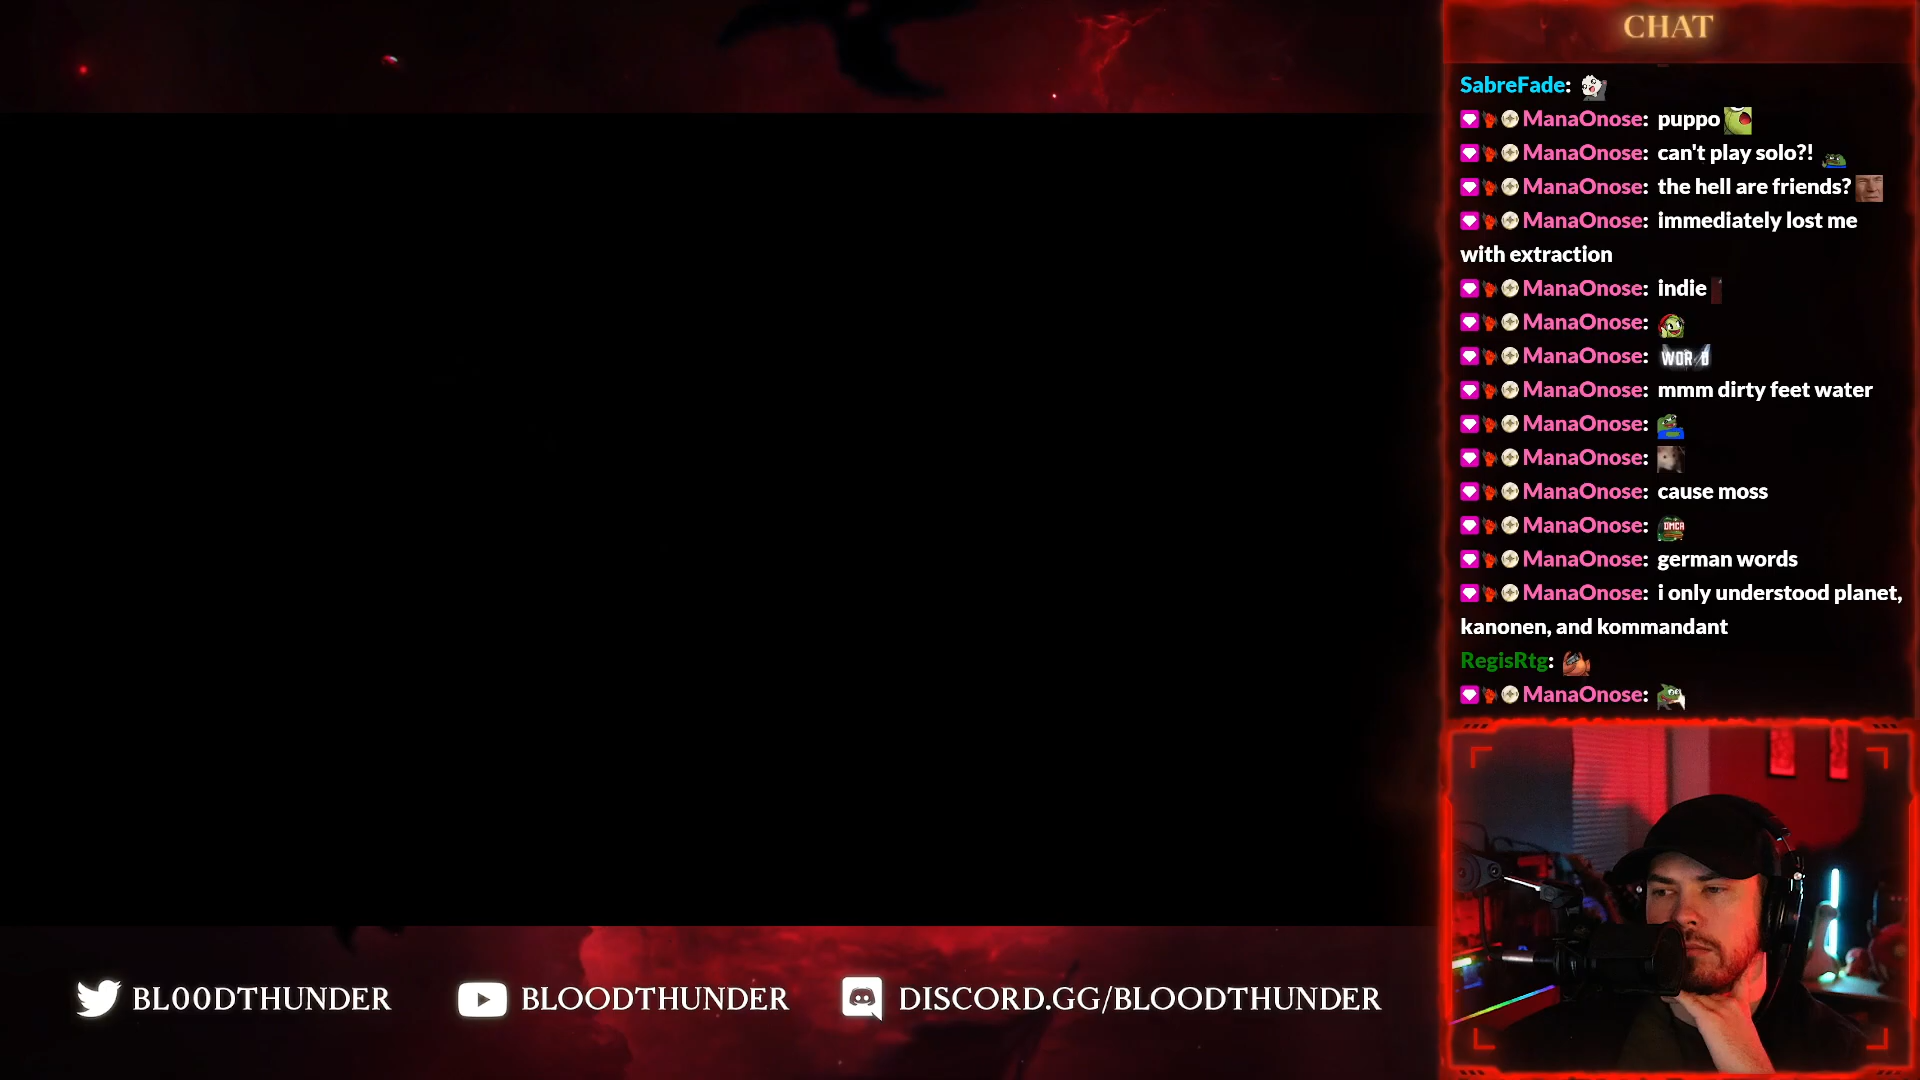 CHAT
SabreFade:
ManaOnose: puppo
ManaOnose: can't play solo?!
ManaOnose: the hell are friends?
ManaOnose: immediately lost me
with extraction
ManaOnose: indie
ManaOnose:
ManaOnose:
ManaOnose: mmm dirty feet water
ManaOnose:
ManaOnose:
ManaOnose: cause moss
ManaOnose: DMCA
ManaOnose: german words
ManaOnose: i only understood planet,
kanonen, and kommandant
RegisRtg:
ManaOnose:
BL00DTHUNDER
BLOODTHUNDER
DISCORD.GG/BLOODTHUNDER